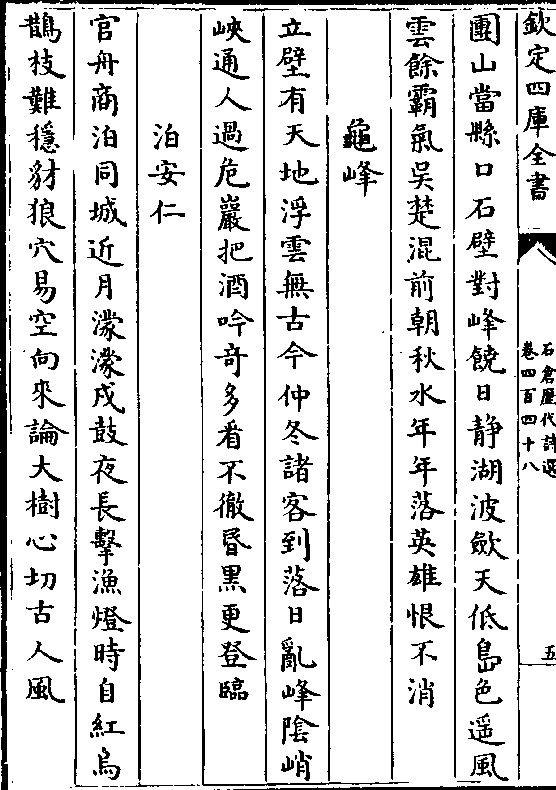 欽定四庫全書
石倉歷代詩選
卷四百四十八
五
團山當縣口石壁對峰饒日静湖波歛天低島色遥風
雲餘霸氣吳楚混前朝秋水年年落英雄恨不消
龜峰
立壁有天地浮雲無古今仲冬諸客到落日亂峰隂峭
峽通人過危巖把酒吟竒多看不徹昏黒更登臨
泊安仁
官舟商泊同城近月濛濛戍鼓夜長擊漁燈時自紅烏
鵲枝難穩豺狼穴易空向來論大樹心切古人風